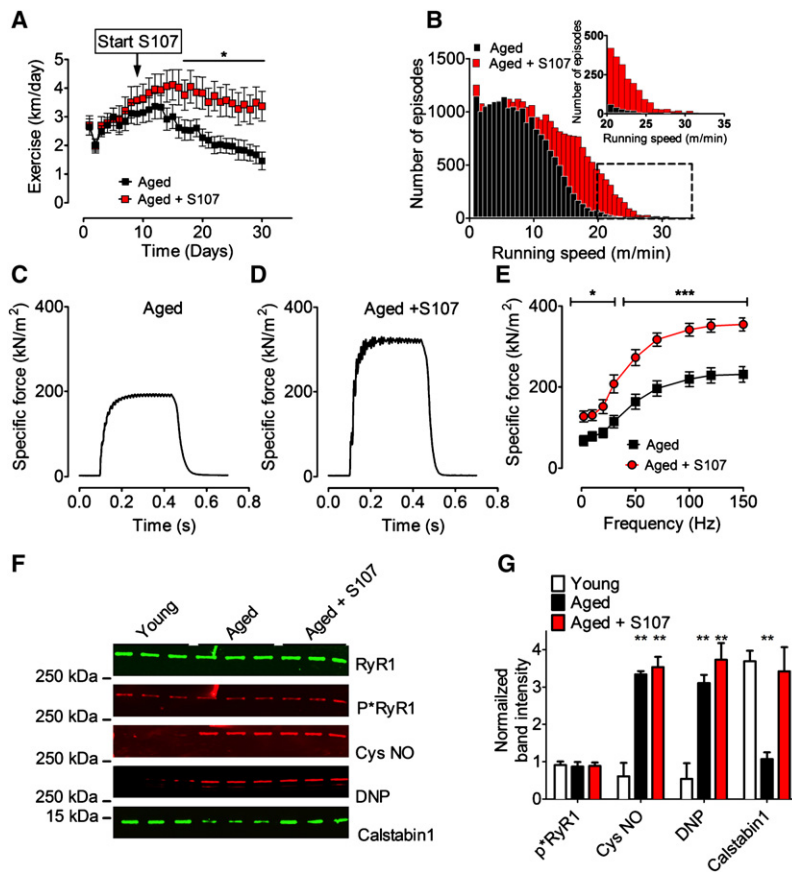 A
Start S107
*
Exercise (km/day)
6
5
4
3
2
1
0
Aged
Aged + S107
0 10 20 30
Time (Days)
B
Aged
Aged + S107
Number of episodes
1500
1000
500
0
0 10 20 30
Running speed (m/min)
Number of episodes
500
250
0
20 25 30 35
Running speed (m/min)
C
Aged
Specific force (kN/m²)
400
200
0
0.0 0.2 0.4 0.6 0.8
Time (s)
D
Aged +S107
Specific force (kN/m²)
400
200
0
0.0 0.2 0.4 0.6 0.8
Time (s)
E
* ***
Specific force (kN/m²)
400
200
0
Aged
Aged + S107
0 50 100 150
Frequency (Hz)
F
Young Aged Aged + S107
RyR1
250 kDa
P*RyR1
250 kDa
Cys NO
250 kDa
DNP
250 kDa
15 kDa
Calstabin1
G
Young
Aged
Aged + S107
** ** ** ** **
Normailzed
band intensity
4
3
2
1
0
p*RyR1 Cys NO DNP Calstabin1